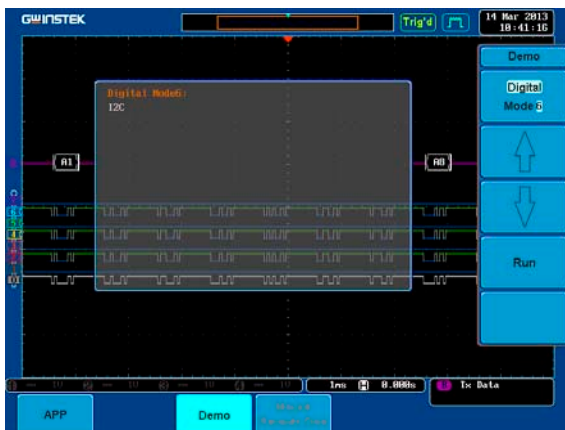 GWINSTEK
Trig'd
14 Mar 2013
10:41:16
Demo
Digital
Mode 6
Run
Digital Mode6:
I2C
A1
A0
1ms H 0.000s
B Tx Data
APP
Demo